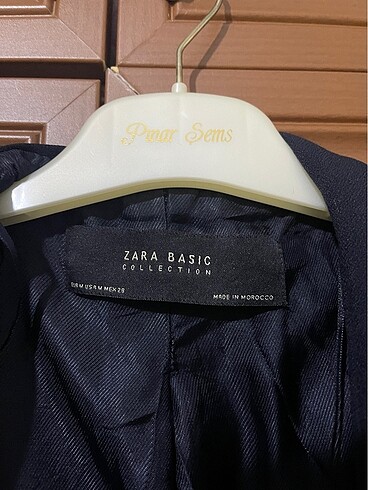 Pınar Şems
ZARA BASIC
COLLECTION
EUR M USA M MEX 28
MADE IN MOROCCO